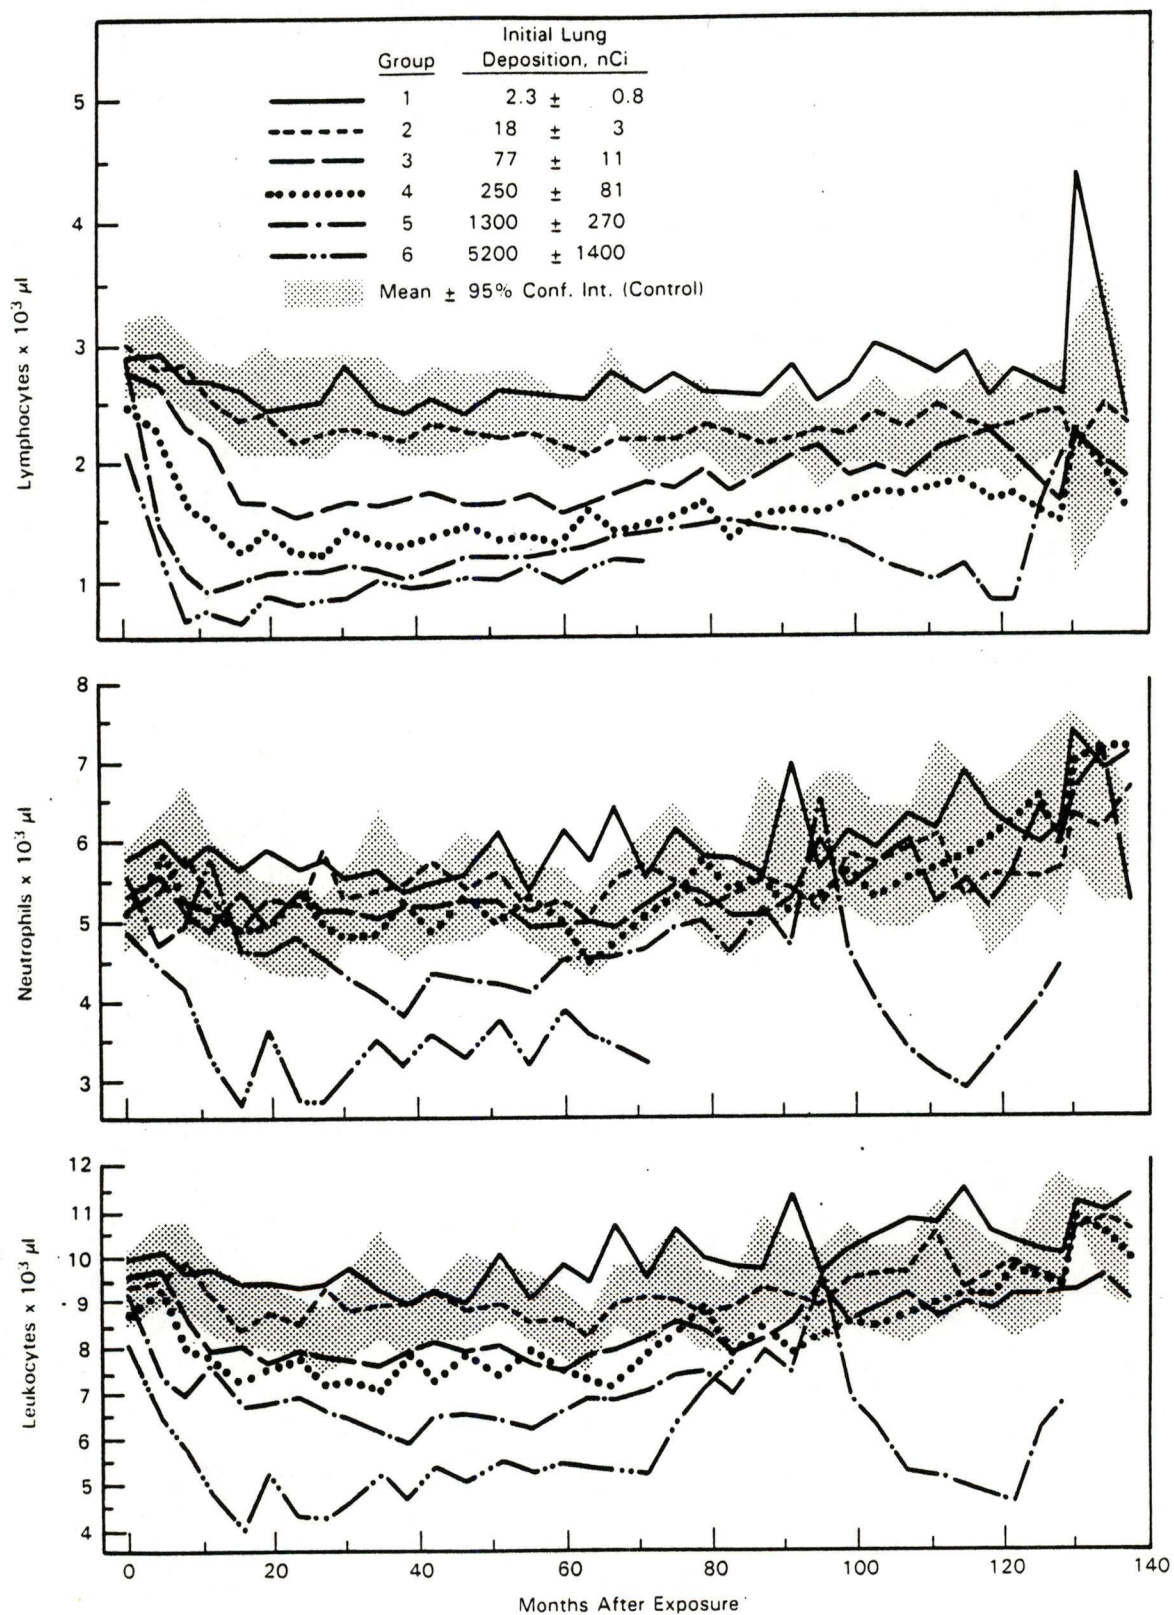 Initial Lung
Group Deposition, nCi
1 2.3 ± 0.8
2 18 ± 3
3 77 ± 11
4 250 ± 81
5 1300 ± 270
6 5200 ± 1400
Mean ± 95% Conf. Int. (Control)
Lymphocytes x 10³ µl
5
4
3
2
1
Neutrophils x 10³ µl
8
7
6
5
4
3
Leukocytes x 10³ µl
12
11
10
9
8
7
6
5
4
0 20 40 60 80 100 120 140
Months After Exposure